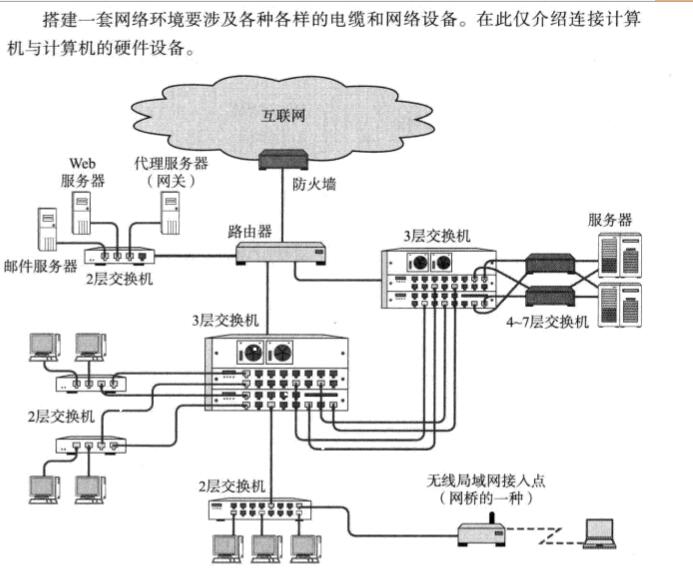 搭建一套网络环境要涉及各种各样的电缆和网络设备。在此仅介绍连接计算
机与计算机的硬件设备。
互联网
防火墙
Web
服务器
代理服务器
（网关）
邮件服务器
2层交换机
路由器
3层交换机
服务器
4~7层交换机
3层交换机
2层交换机
2层交换机
无线局域网接入点
（网桥的一种）